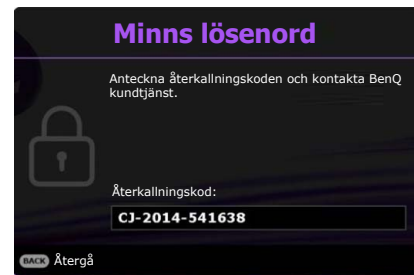 Minns lösenord
Anteckna återkallningskoden och kontakta BenQ
kundtjänst.
Återkallningskod:
CJ-2014-541638
BACK Återgå